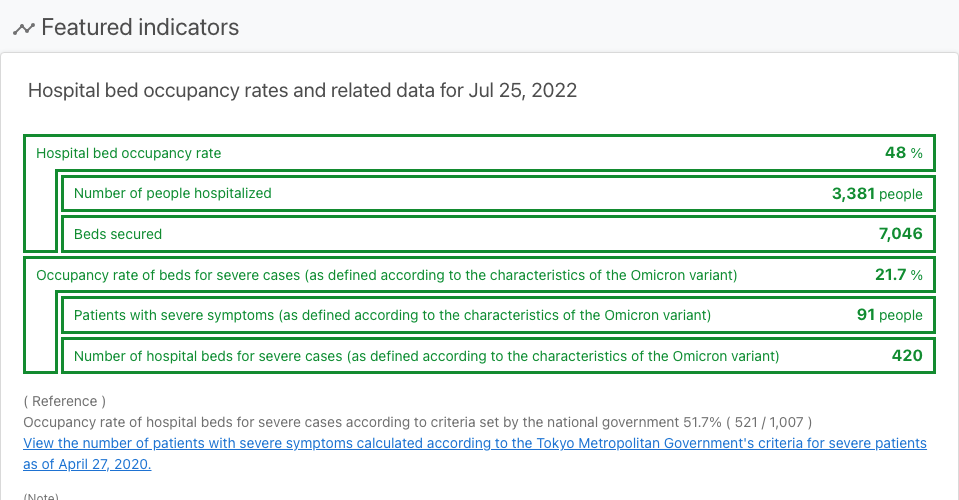 Featured indicators
Hospital bed occupancy rates and related data for Jul 25, 2022
Hospital bed occupancy rate 48 %
Number of people hospitalized 3,381 people
Beds secured 7,046
Occupancy rate of beds for severe cases (as defined according to the characteristics of the Omicron variant) 21.7 %
Patients with severe symptoms (as defined according to the characteristics of the Omicron variant) 91 people
Number of hospital beds for severe cases (as defined according to the characteristics of the Omicron variant) 420
( Reference )
Occupancy rate of hospital beds for severe cases according to criteria set by the national government 51.7% ( 521 / 1,007 )
View the number of patients with severe symptoms calculated according to the Tokyo Metropolitan Government's criteria for severe patients
as of April 27, 2020.
(Note)